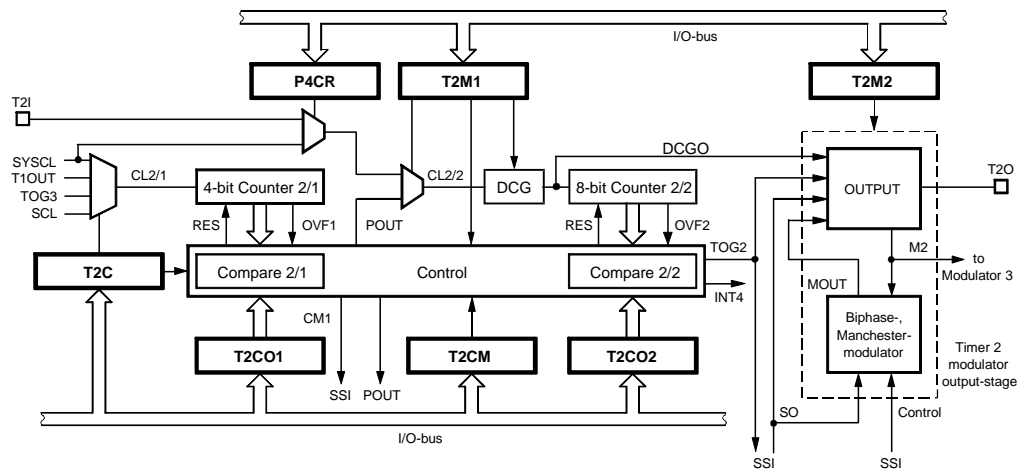 I/O-bus
P4CR
T2M1
T2M2
T2I
SYSCL
T1OUT
TOG3
SCL
CL2/1
4-bit Counter 2/1
CL2/2
DCG
8-bit Counter 2/2
DCGO
OUTPUT
T2O
RES
OVF1
POUT
RES
OVF2
TOG2
M2
to
Modulator 3
T2C
Compare 2/1
Control
Compare 2/2
INT4
MOUT
CM1
Biphase-,
Manchester-
modulator
T2CO1
T2CM
T2CO2
Timer 2
modulator
output-stage
SSI
POUT
SO
Control
I/O-bus
SSI
SSI